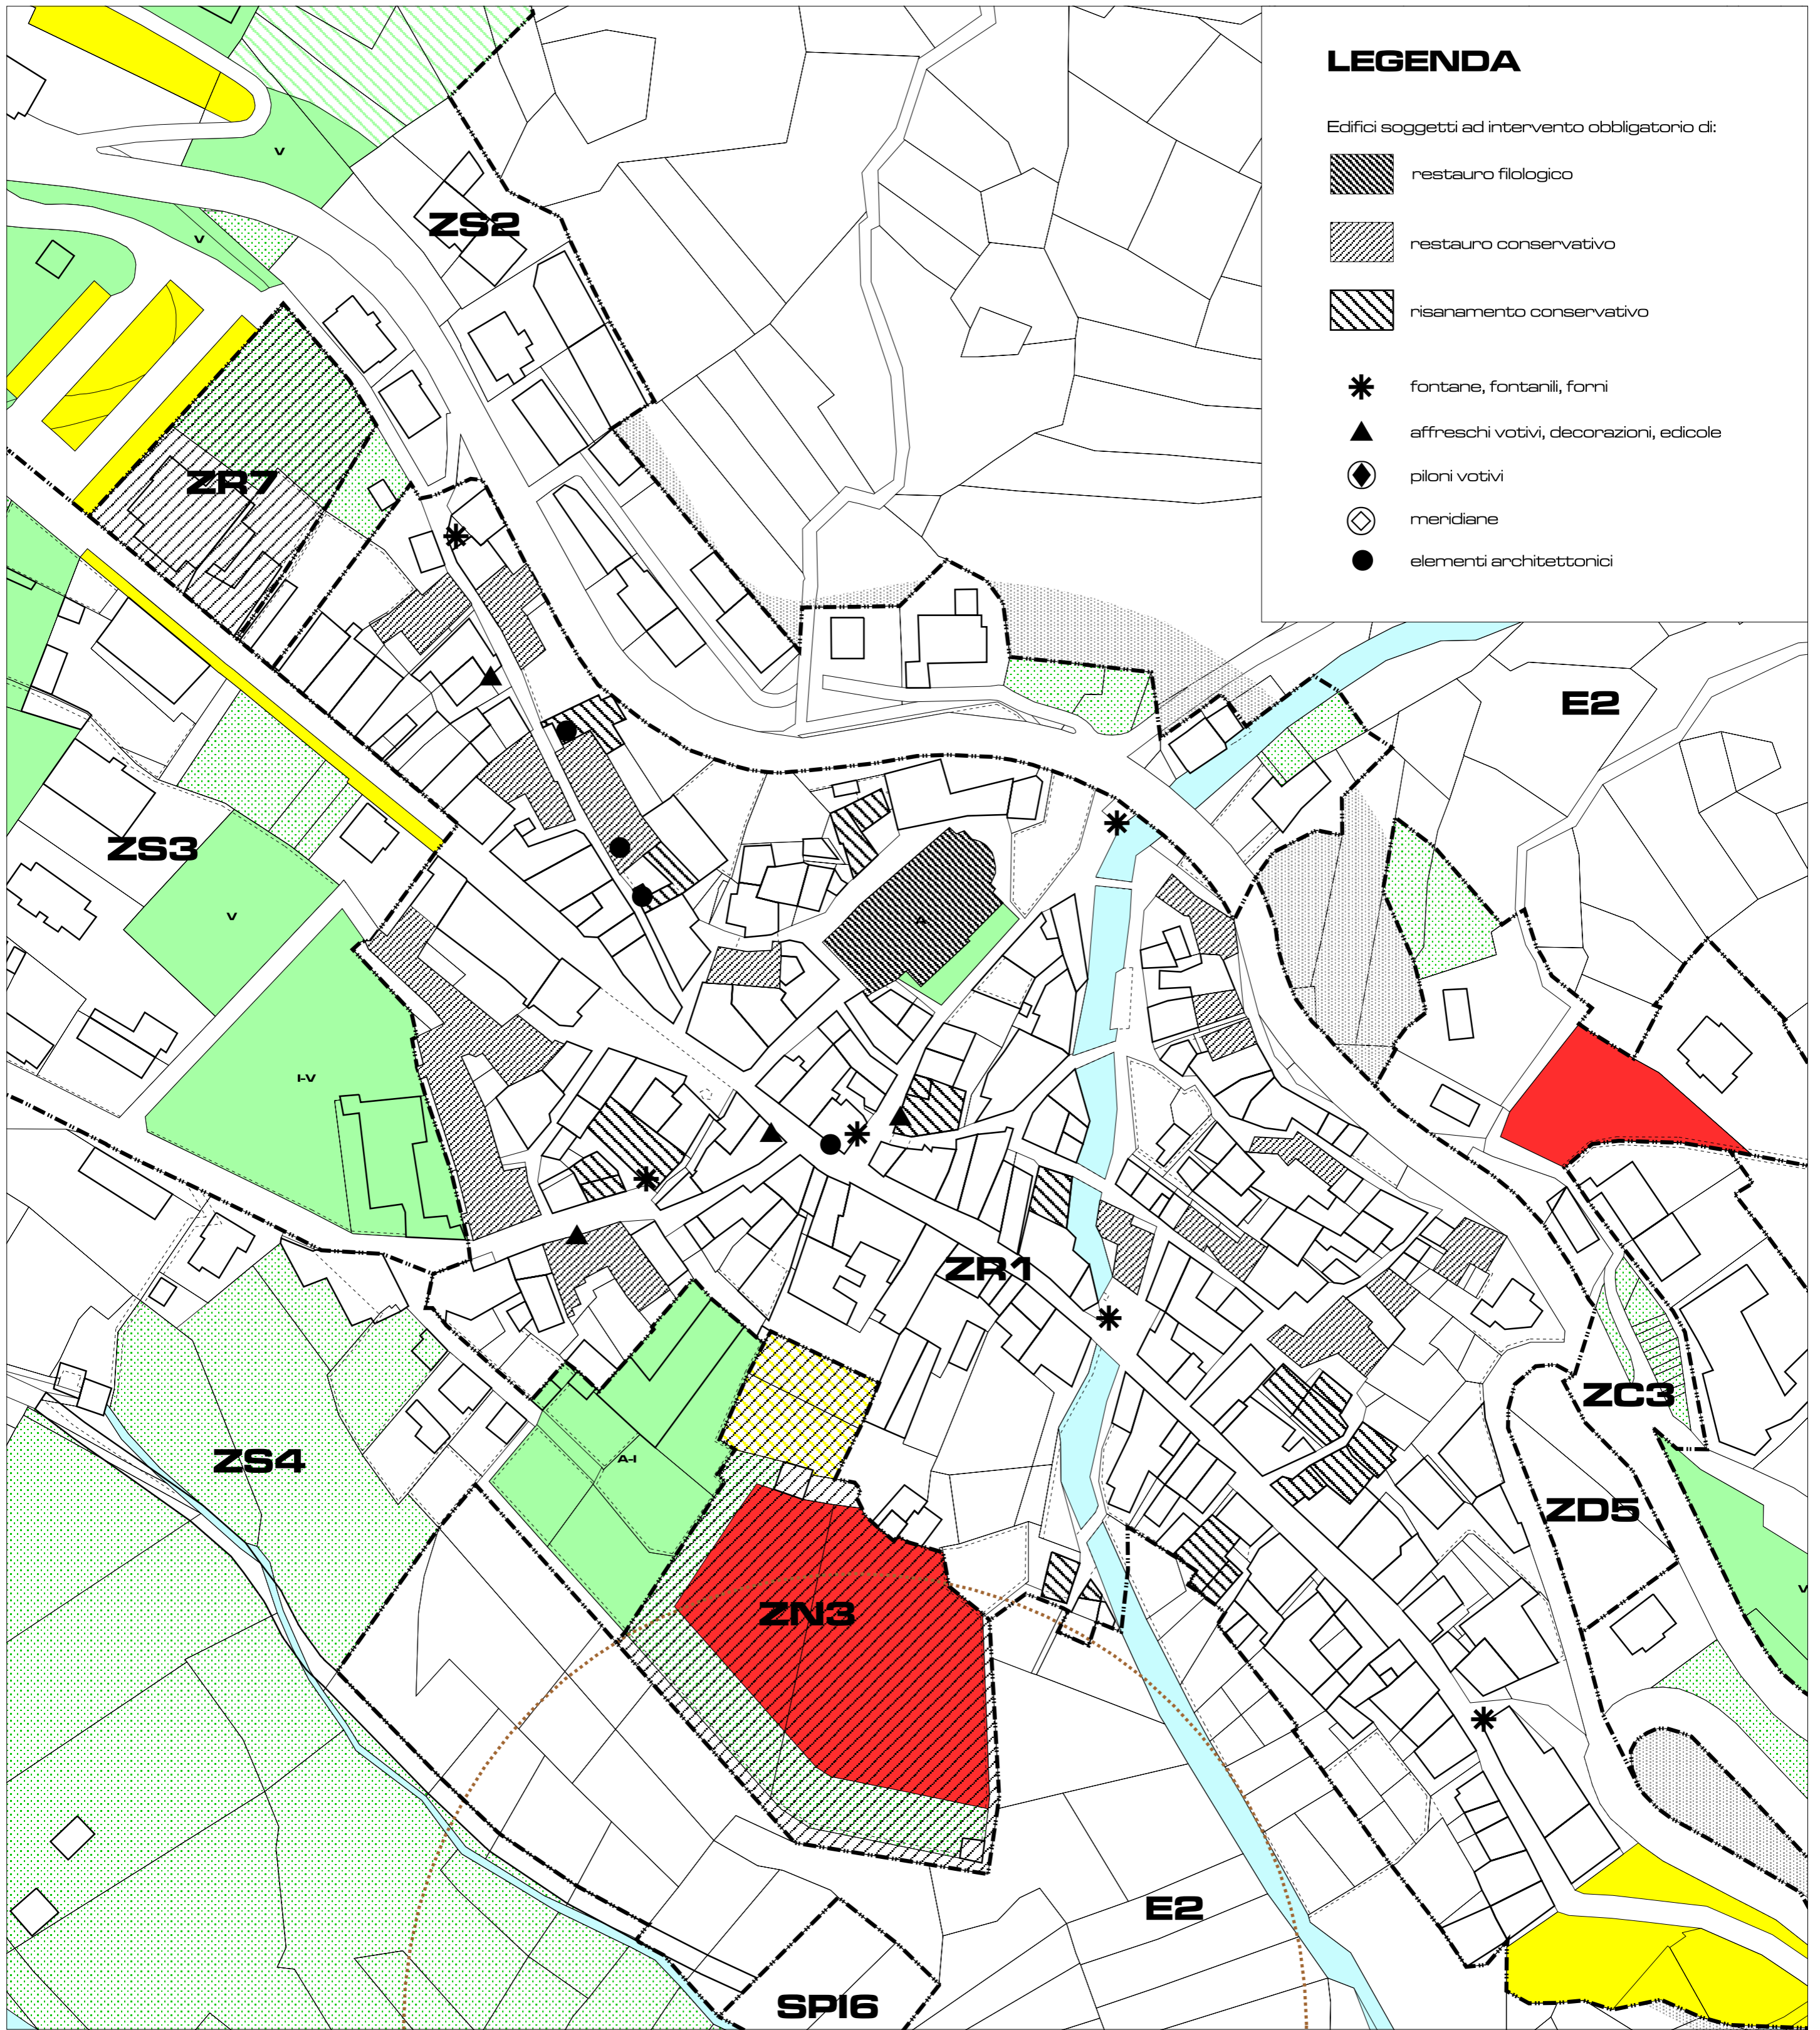 LEGENDA
Edifici soggetti ad intervento obbligatorio di:
restauro filologico
restauro conservativo
risanamento conservativo
fontane, fontanili, forni
affreschi votivi, decorazioni, edicole
piloni votivi
meridiane
elementi architettonici
V
ZS2
V
ZR7
E2
ZS3
V
A
I-V
ZR1
ZC3
ZS4
A-I
ZD5
V
ZN3
E2
SPI6